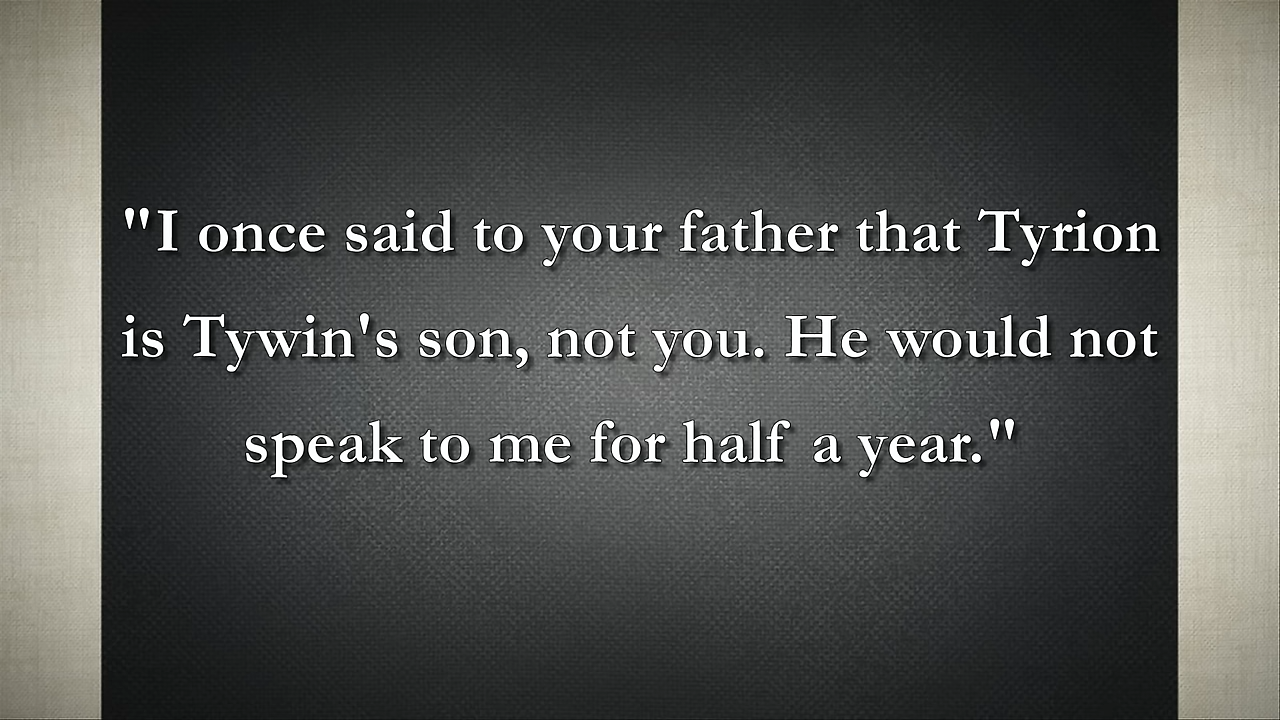 "I once said to your father that Tyrion
is Tywin's son, not you. He would not
speak to me for half a year."